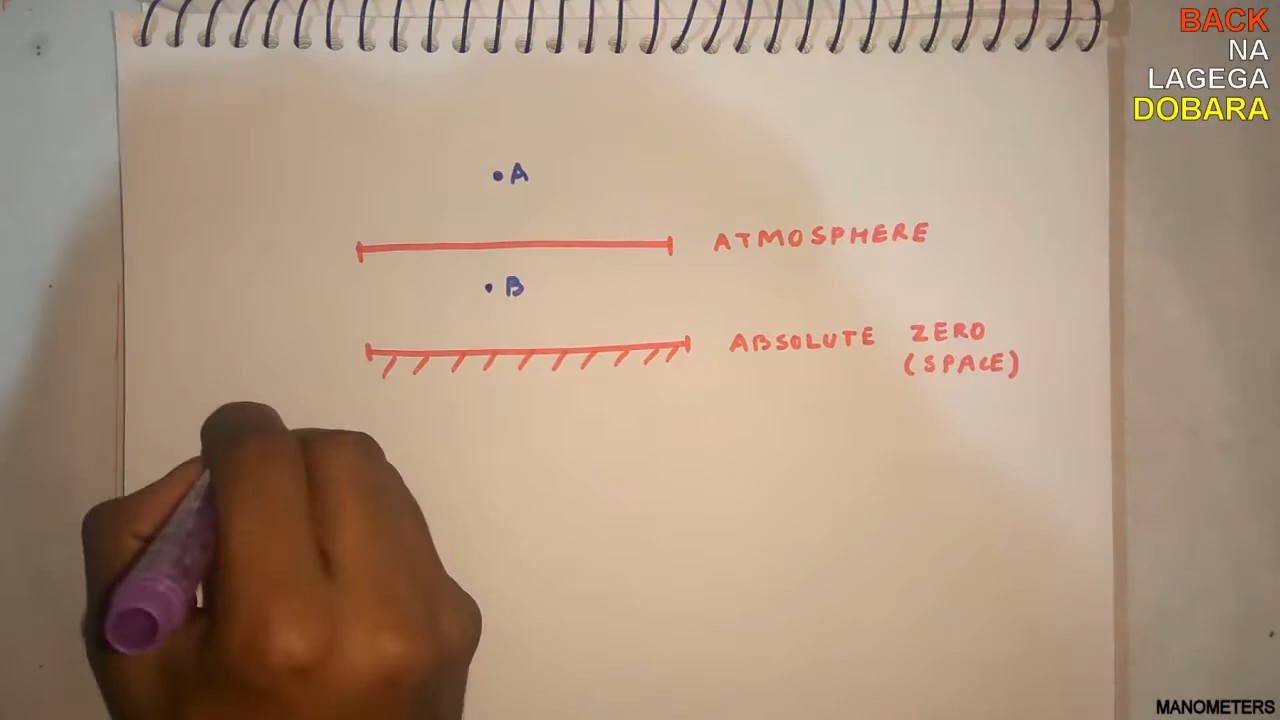 BACK
NA
LAGEGA
DOBARA
A
ATMOSPHERE
B
ABSOLUTE ZERO
(SPACE)
MANOMETERS